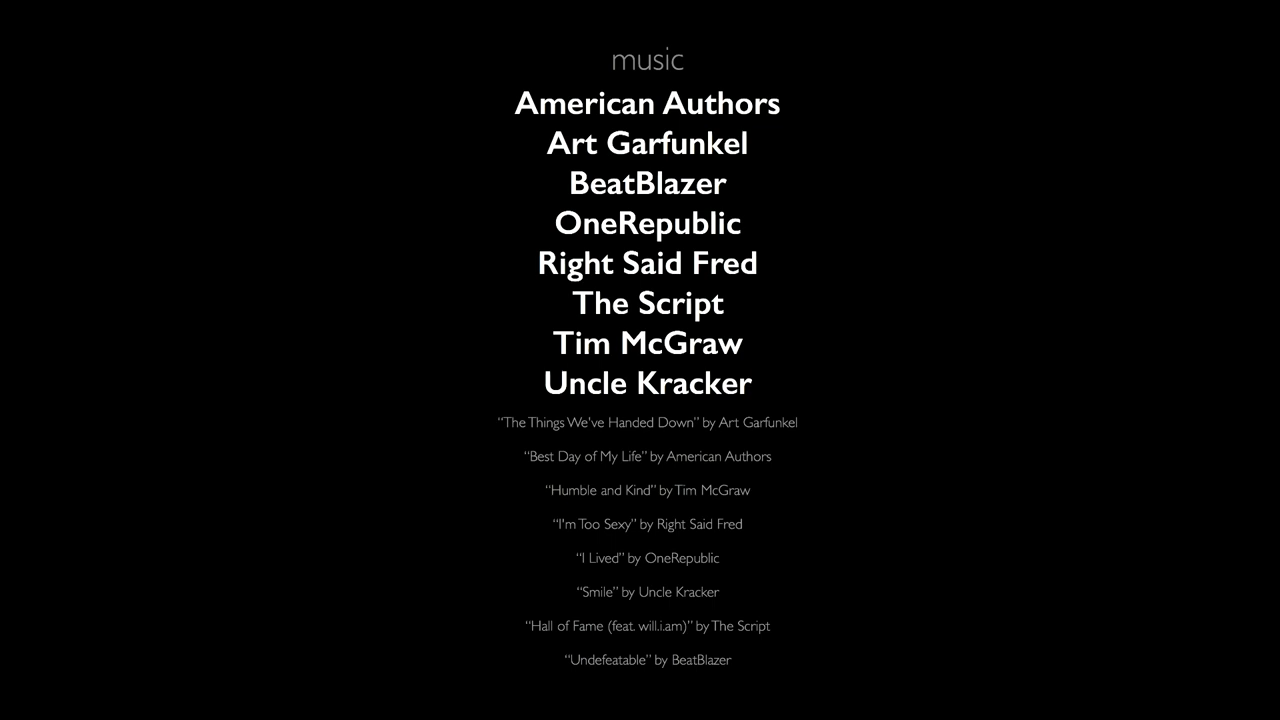 music
American Authors
Art Garfunkel
BeatBlazer
OneRepublic
Right Said Fred
The Script
Tim McGraw
Uncle Kracker
“The Things We've Handed Down” by Art Garfunkel
“Best Day of My Life” by American Authors
“Humble and Kind” by Tim McGraw
“I'm Too Sexy” by Right Said Fred
“I Lived” by OneRepublic
“Smile” by Uncle Kracker
“Hall of Fame (feat. will.i.am)” by The Script
“Undefeatable” by BeatBlazer